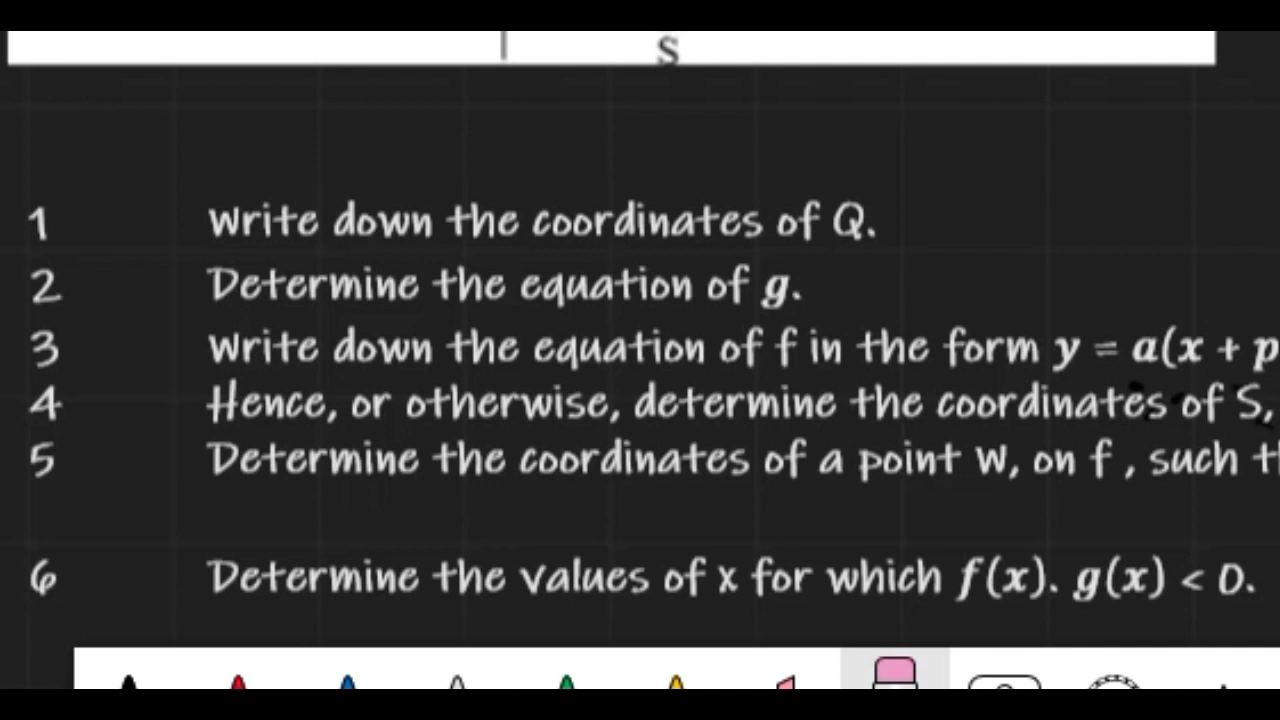 S
1 Write down the coordinates of Q.
2 Determine the equation of g.
3 Write down the equation of f in the form y = a(x + p
4 Hence, or otherwise, determine the coordinates of S,
5 Determine the coordinates of a point W, on f, such
6 Determine the values of x for which f(x). g(x) < 0.